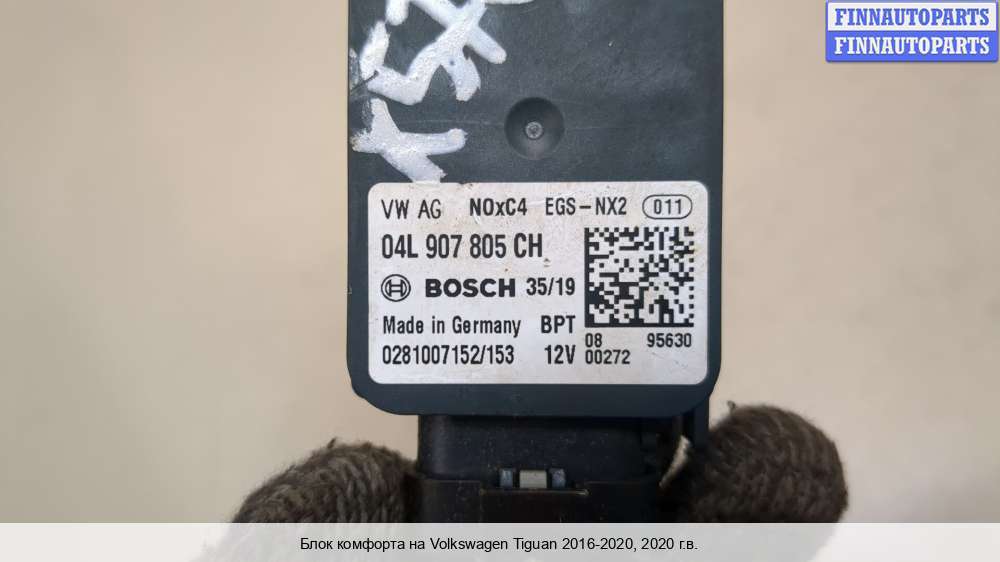 FINNAUTOPARTS
FINNAUTOPARTS
VW AG NOxC4 EGS-NX2 011
04L 907 805 CH
BOSCH 35/19
Made in Germany BPT
08 95630
0281007152/153 12V
00272
Блок комфорта на Volkswagen Tiguan 2016-2020, 2020 г.в.